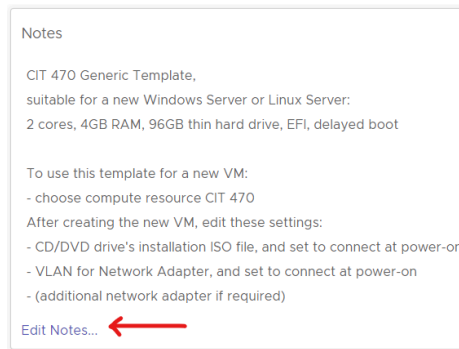 Notes
CIT 470 Generic Template,
suitable for a new Windows Server or Linux Server:
2 cores, 4GB RAM, 96GB thin hard drive, EFI, delayed boot
To use this template for a new VM:
- choose compute resource CIT 470
After creating the new VM, edit these settings:
- CD/DVD drive's installation ISO file, and set to connect at power-on
- VLAN for Network Adapter, and set to connect at power-on
- (additional network adapter if required)
Edit Notes...